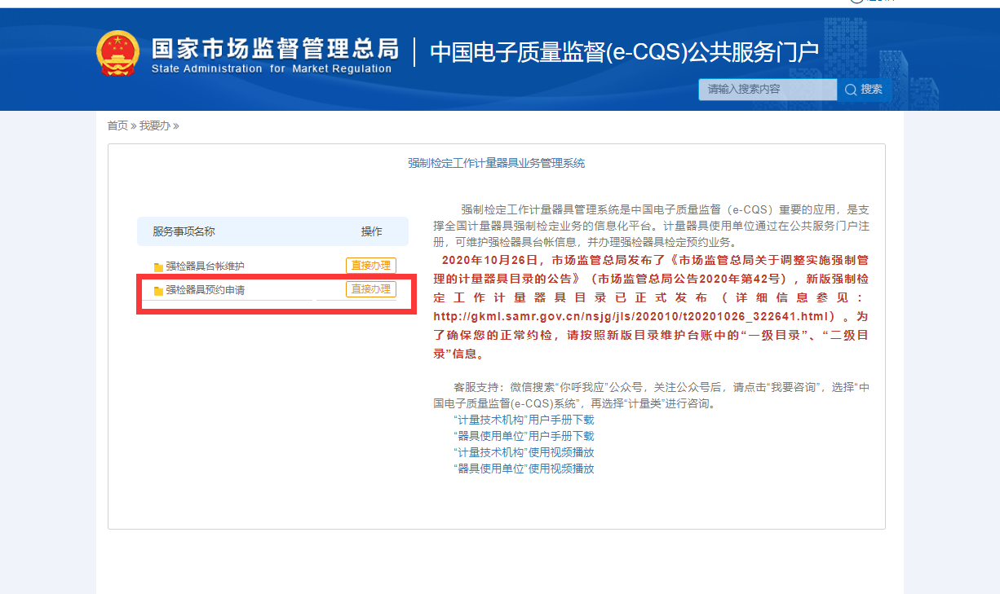 国家市场监督管理总局
State Administration for Market Regulation
中国电子质量监督(e-CQS)公共服务门户
请输入搜索内容
搜索
首页 » 我要办 »
强制检定工作计量器具业务管理系统
服务事项名称 操作
强检器具台帐维护 直接办理
强检器具预约申请 直接办理
强制检定工作计量器具管理系统是中国电子质量监督（e-CQS）重要的应用，是支
撑全国计量器具强制检定业务的信息化平台。计量器具使用单位通过在公共服务门户注
册，可维护强检器具台帐信息，并办理强检器具检定预约业务。
2020年10月26日，市场监管总局发布了《市场监管总局关于调整实施强制管
理的计量器具目录的公告》（市场监管总局公告2020年第42号），新版强制检
定工作计量器具目录已正式发布（详细信息参见：
http://gkml.samr.gov.cn/nsjg/jls/202010/t20201026_322641.html）。为
了确保您的正常约检，请按照新版目录维护台账中的“一级目录”、“二级目
录”信息。
客服支持：微信搜索“你呼我应”公众号，关注公众号后，请点击“我要咨询”，选择“中
国电子质量监督(e-CQS)系统”，再选择“计量类”进行咨询。
“计量技术机构”用户手册下载
“器具使用单位”用户手册下载
“计量技术机构”使用视频播放
“器具使用单位”使用视频播放